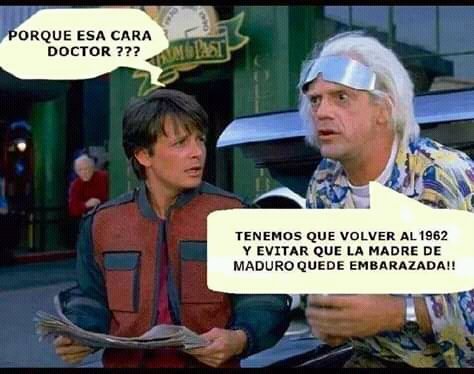 PORQUE ESA CARA
DOCTOR ???
TENEMOS QUE VOLVER AL 1962
Y EVITAR QUE LA MADRE DE
MADURO QUEDE EMBARAZADA!!